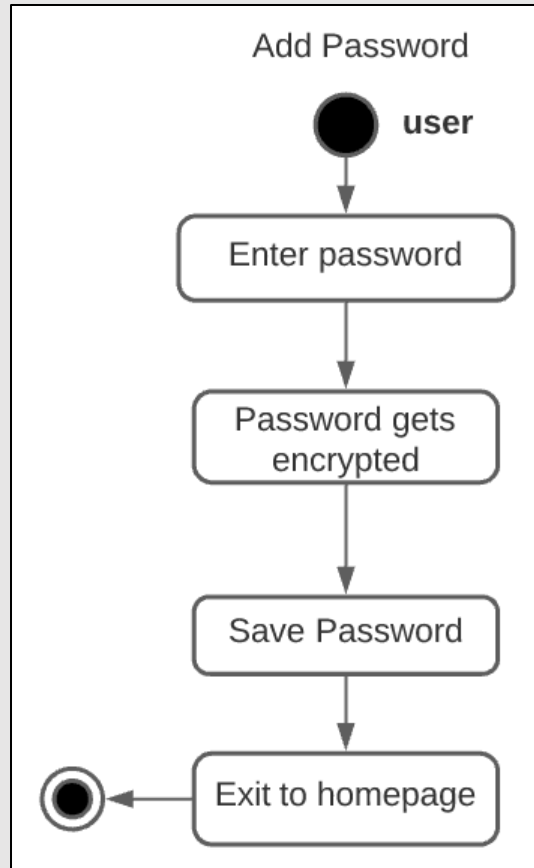 Add Password
user
Enter password
Password gets
encrypted
Save Password
Exit to homepage